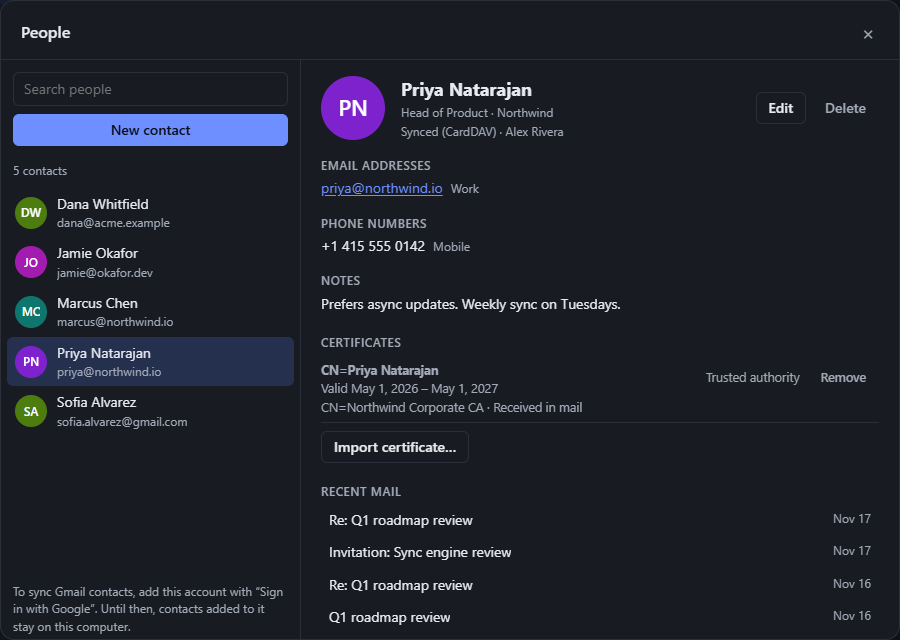 People
×
Search people
New contact
5 contacts
DW
Dana Whitfield
dana@acme.example
JO
Jamie Okafor
jamie@okafor.dev
MC
Marcus Chen
marcus@northwind.io
PN
Priya Natarajan
priya@northwind.io
SA
Sofia Alvarez
sofia.alvarez@gmail.com
To sync Gmail contacts, add this account with “Sign
in with Google”. Until then, contacts added to it
stay on this computer.
PN
Priya Natarajan
Head of Product · Northwind
Synced (CardDAV) · Alex Rivera
Edit
Delete
EMAIL ADDRESSES
priya@northwind.io Work
PHONE NUMBERS
+1 415 555 0142 Mobile
NOTES
Prefers async updates. Weekly sync on Tuesdays.
CERTIFICATES
CN=Priya Natarajan
Valid May 1, 2026 – May 1, 2027
CN=Northwind Corporate CA · Received in mail
Trusted authority
Remove
Import certificate...
RECENT MAIL
Re: Q1 roadmap review Nov 17
Invitation: Sync engine review Nov 17
Re: Q1 roadmap review Nov 16
Q1 roadmap review Nov 16